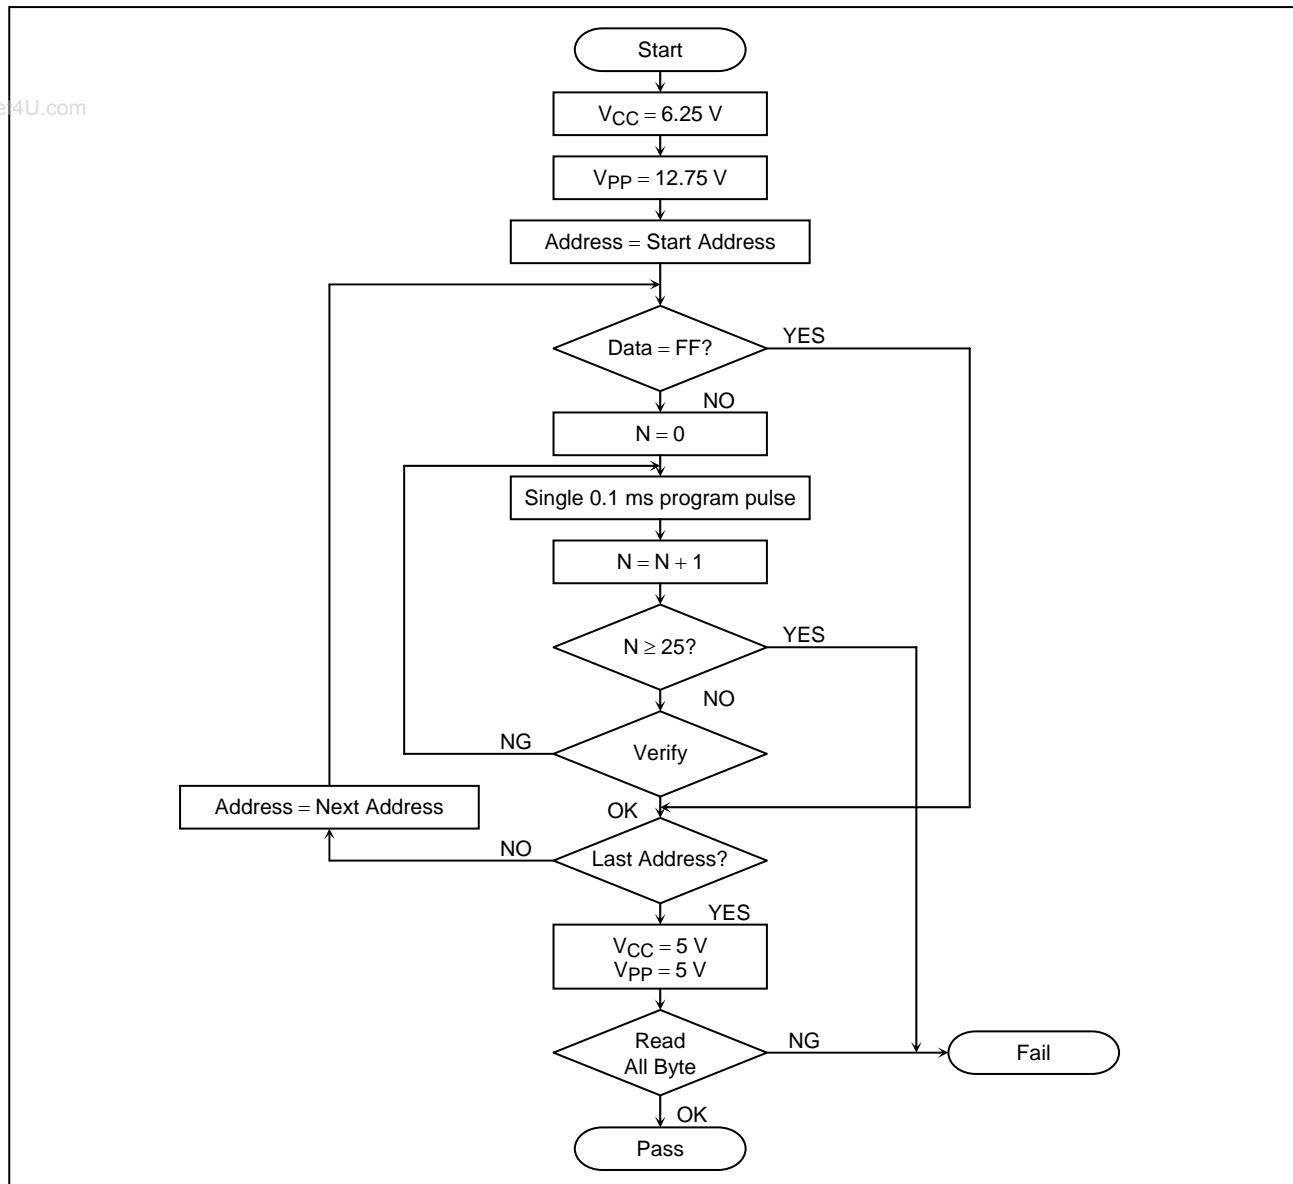 Start
et4U.com
VCC = 6.25 V
VPP = 12.75 V
Address = Start Address
Data = FF?
YES
NO
N = 0
Single 0.1 ms program pulse
N = N + 1
N ≥ 25?
YES
NO
NG
Verify
Address = Next Address
OK
NO
Last Address?
YES
VCC = 5 V
VPP = 5 V
Read
All Byte
NG
Fail
OK
Pass